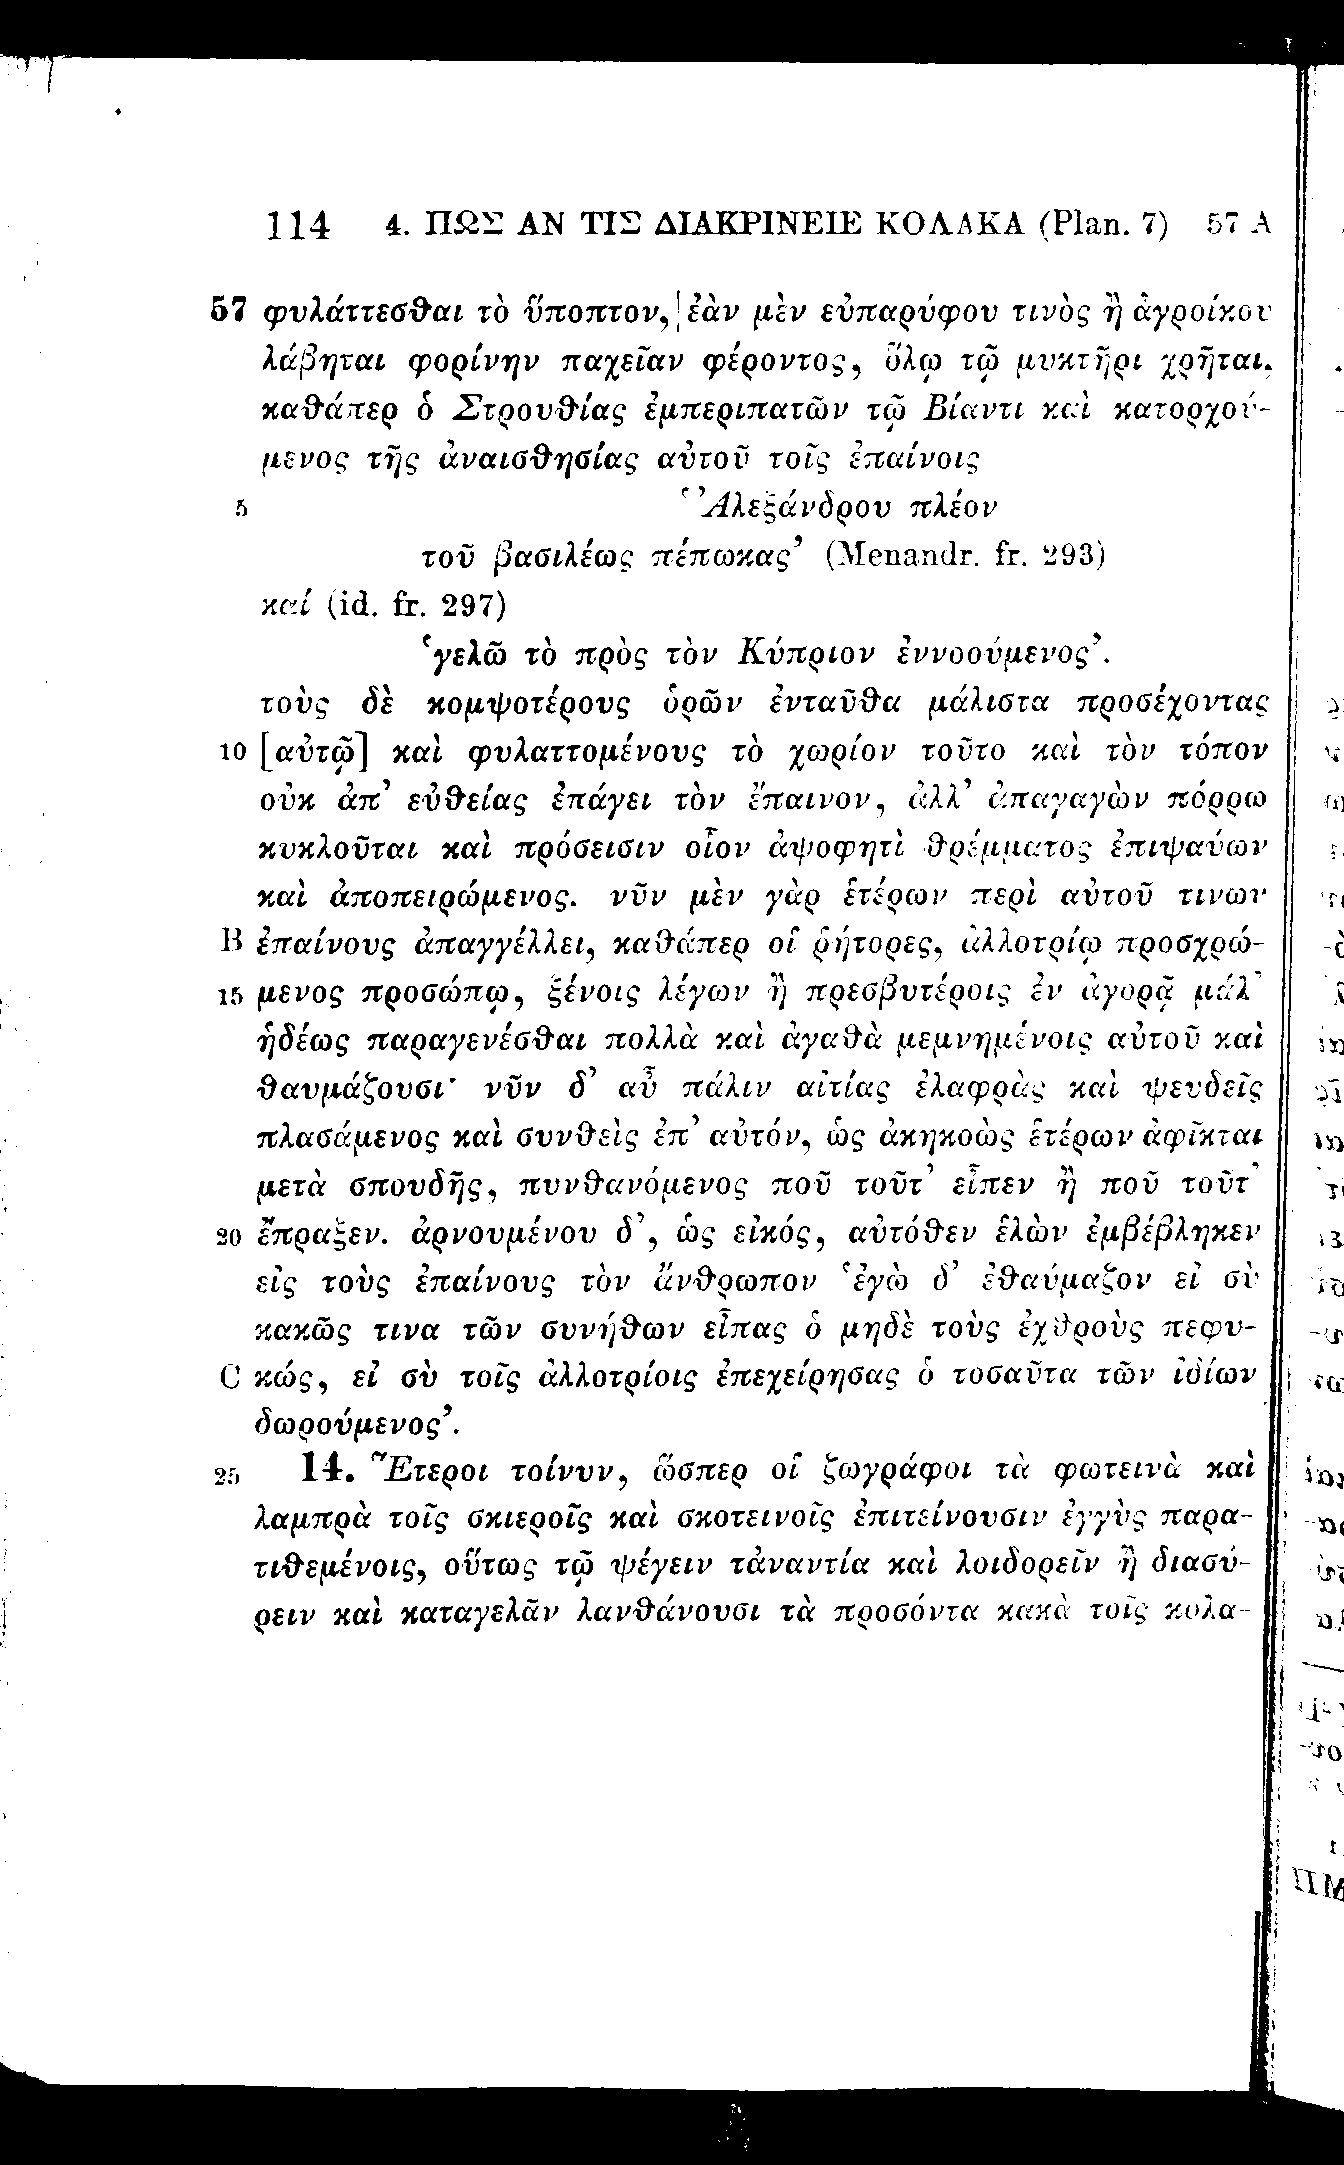 114 4. ΠΩΣ ΑΝ ΤΙΣ ΔΙΑΚΡΙΝΕΙΕ ΚΟΛΑΚΑ (Plan. 7) 57 A
57 φυλάττεσθαι τὸ ὕποπτον, | ἐὰν μὲν εὐπαρύφου τινὸς ἢ ἀγροίκου
λάβηται φορίνην παχεῖαν φέροντος, ὅλῳ τῷ μυκτῆρι χρῆται,
καθάπερ ὁ Στρουθίας ἐμπεριπατῶν τῷ Βίαντι καὶ κατορχού-
μενος τῆς ἀναισθησίας αὐτοῦ τοῖς ἐπαίνοις
5 ‘Ἀλεξάνδρου πλέον
τοῦ βασιλέως πέπωκας’ (Menandr. fr. 293)
καί (id. fr. 297)
‘γελῶ τὸ πρὸς τὸν Κύπριον ἐννοούμενος’.
τοὺς δὲ κομψοτέρους ὁρῶν ἐνταῦθα μάλιστα προσέχοντας
10 [αὐτῷ] καὶ φυλαττομένους τὸ χωρίον τοῦτο καὶ τὸν τόπον
οὐκ ἀπ’ εὐθείας ἐπάγει τὸν ἔπαινον, ἀλλ’ ἀπαγαγὼν πόρρω
κυκλοῦται καὶ πρόσεισιν οἷον ἀψοφητὶ θρέμματος ἐπιψαύων
καὶ ἀποπειρώμενος. νῦν μὲν γὰρ ἑτέρων περὶ αὐτοῦ τινων
B ἐπαίνους ἀπαγγέλλει, καθάπερ οἱ ῥήτορες, ἀλλοτρίῳ προσχρώ-
15 μενος προσώπῳ, ξένοις λέγων ἢ πρεσβυτέροις ἐν ἀγορᾷ μάλ’
ἡδέως παραγενέσθαι πολλὰ καὶ ἀγαθὰ μεμνημένοις αὐτοῦ καὶ
θαυμάζουσι· νῦν δ’ αὖ πάλιν αἰτίας ἐλαφρὰς καὶ ψευδεῖς
πλασάμενος καὶ συνθεὶς ἐπ’ αὐτόν, ὡς ἀκηκοὼς ἑτέρων ἀφῖκται
μετὰ σπουδῆς, πυνθανόμενος ποῦ τοῦτ’ εἶπεν ἢ ποῦ τοῦτ’
20 ἔπραξεν. ἀρνουμένου δ’, ὡς εἰκός, αὐτόθεν ἑλὼν ἐμβέβληκεν
εἰς τοὺς ἐπαίνους τὸν ἄνθρωπον ‘ἐγὼ δ’ ἐθαύμαζον εἰ σὺ
κακῶς τινα τῶν συνήθων εἶπας ὁ μηδὲ τοὺς ἐχθροὺς πεφυ-
C κώς, εἰ σὺ τοῖς ἀλλοτρίοις ἐπεχείρησας ὁ τοσαῦτα τῶν ἰδίων
δωρούμενος’.
25 14. Ἕτεροι τοίνυν, ὥσπερ οἱ ζωγράφοι τὰ φωτεινὰ καὶ
λαμπρὰ τοῖς σκιεροῖς καὶ σκοτεινοῖς ἐπιτείνουσιν ἐγγὺς παρα-
τιθεμένοις, οὕτως τῷ ψέγειν τἀναντία καὶ λοιδορεῖν ἢ διασύ-
ρειν καὶ καταγελᾶν λανθάνουσι τὰ προσόντα κακὰ τοῖς κολα-